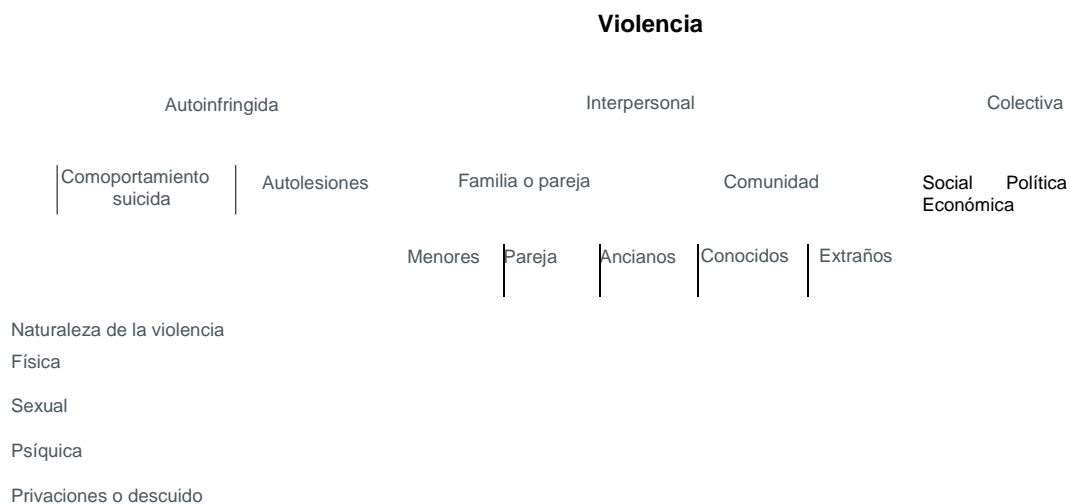 Violencia
Autoinfringida Interpersonal Colectiva
Comoportamiento
suicida
Autolesiones Familia o pareja Comunidad
Social Política
Económica
Menores Pareja Ancianos Conocidos Extraños
Naturaleza de la violencia
Física
Sexual
Psíquica
Privaciones o descuido